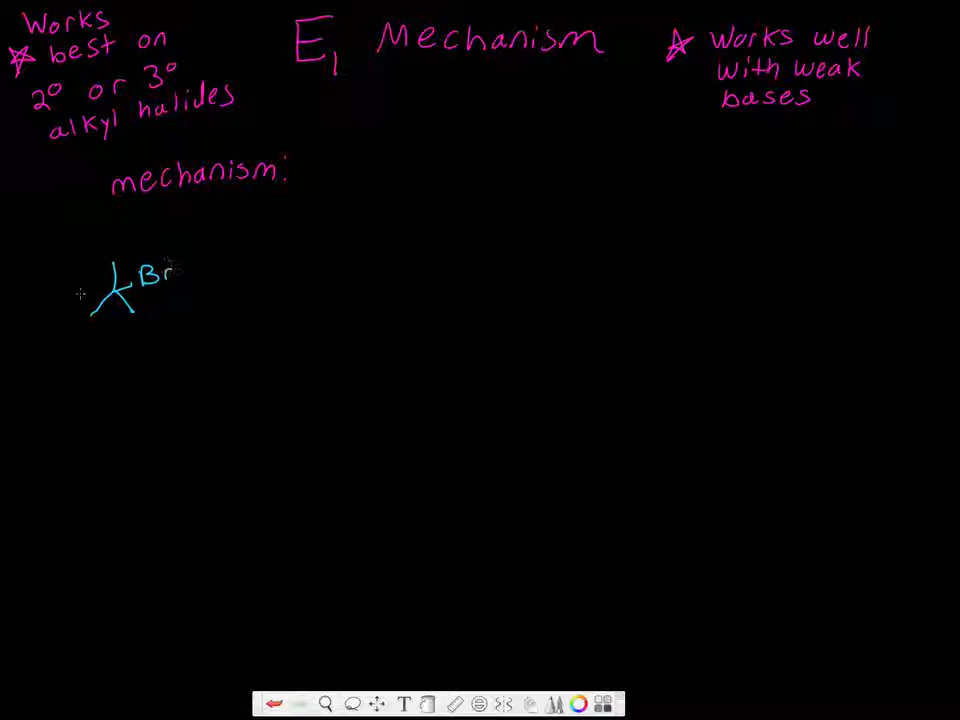 Works
☆ best on
2° or 3°
alkyl halides
E1 Mechanism
☆ Works well
with weak
bases
mechanism:
Br
T